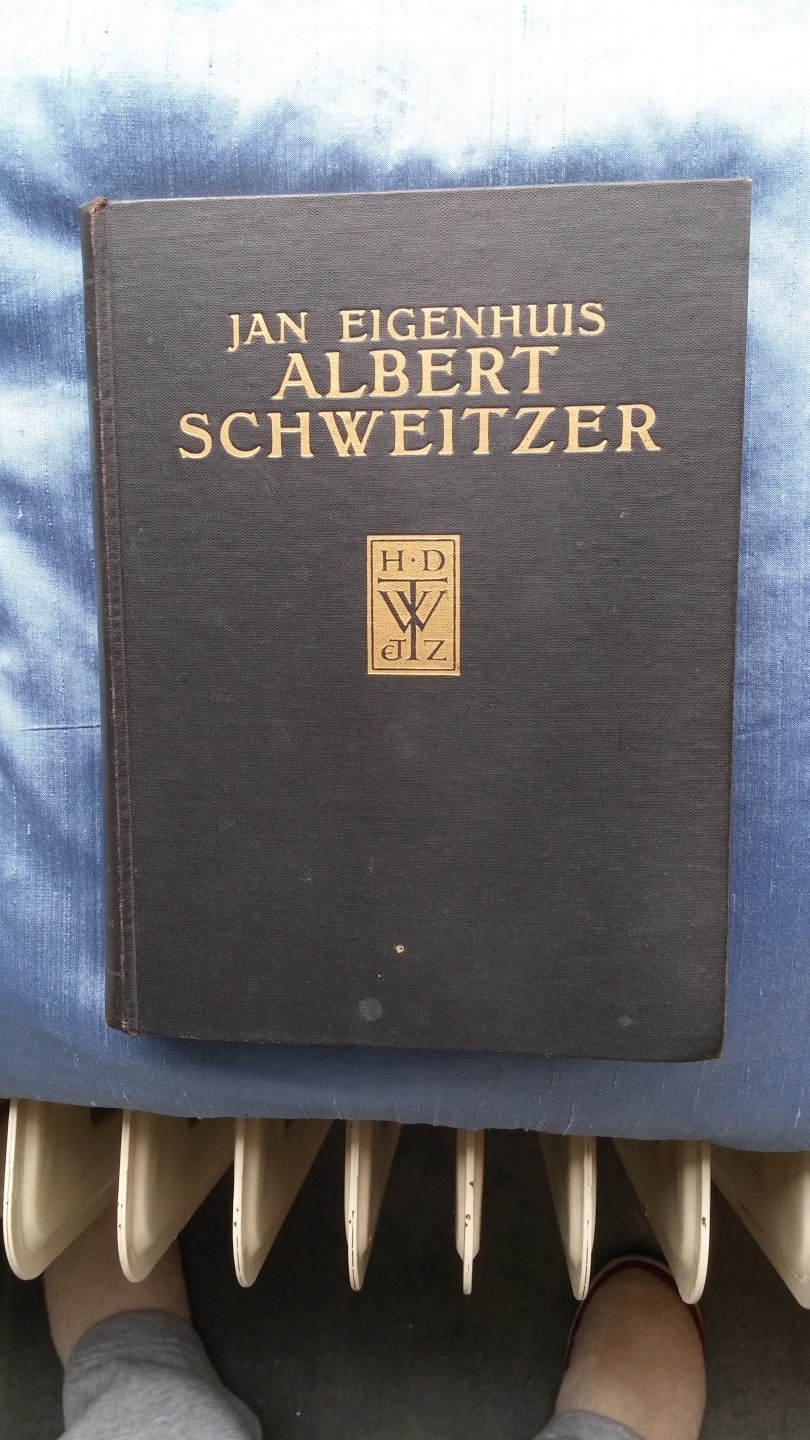 JAN EIGENHUIS
ALBERT
SCHWEITZER
H·D
TW
JZ